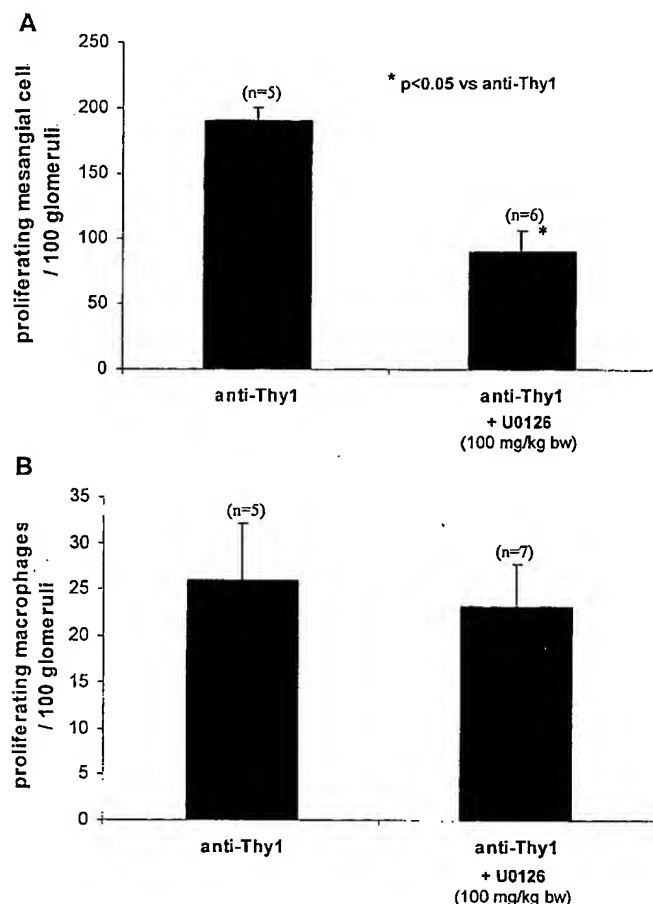 A
proliferating mesangial cell
/ 100 glomeruli
250
200
150
100
50
0
(n=5)
* p<0.05 vs anti-Thy1
(n=6)
*
anti-Thy1
anti-Thy1
+ U0126
(100 mg/kg bw)
B
proliferating macrophages
/ 100 glomeruli
35
30
25
20
15
10
5
0
(n=5)
(n=7)
anti-Thy1
anti-Thy1
+ U0126
(100 mg/kg bw)